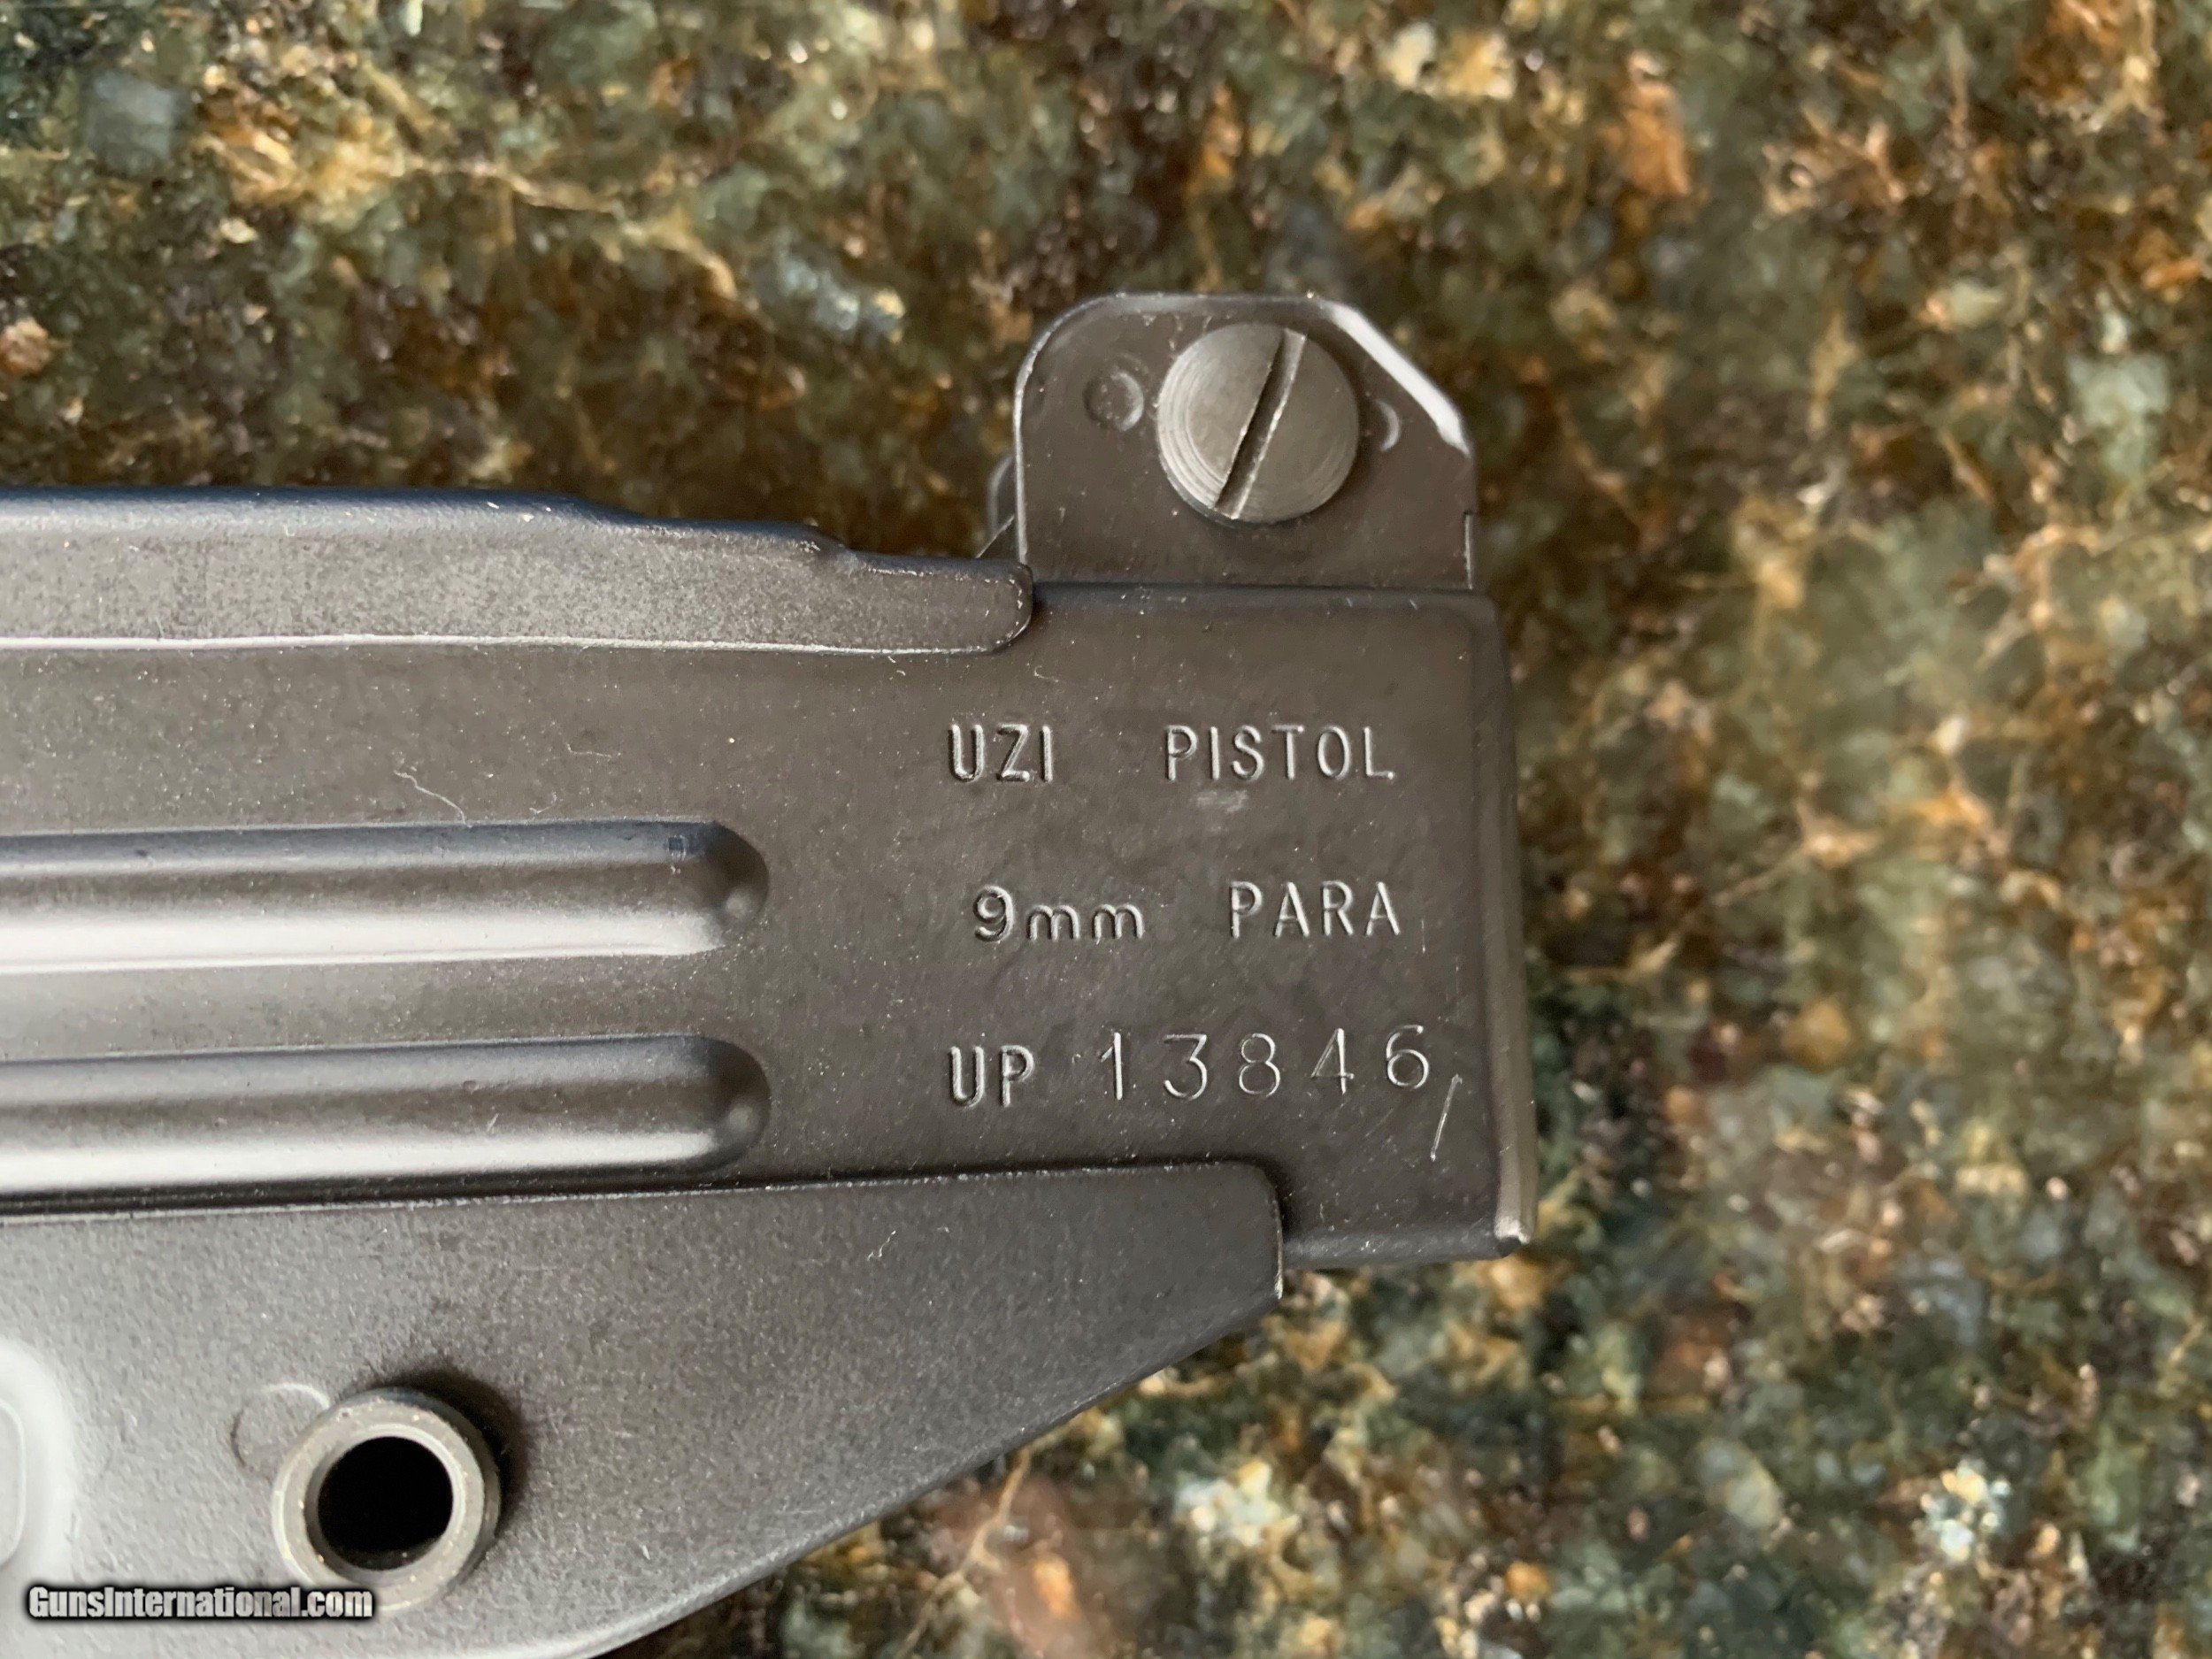 UZI PISTOL
9mm PARA
UP 13846
GunsInternational.com